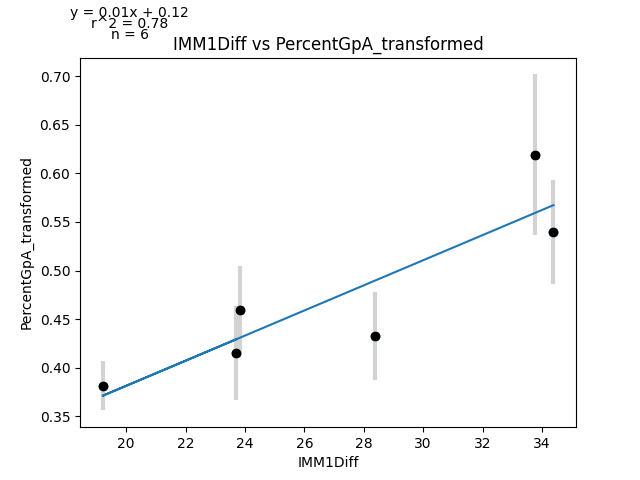 y = 0.01x + 0.12
r^2 = 0.78
n = 6
IMM1Diff vs PercentGpA_transformed
0.70
0.65
0.60
0.55
0.50
0.45
0.40
0.35
PercentGpA_transformed
20 22 24 26 28 30 32 34
IMM1Diff